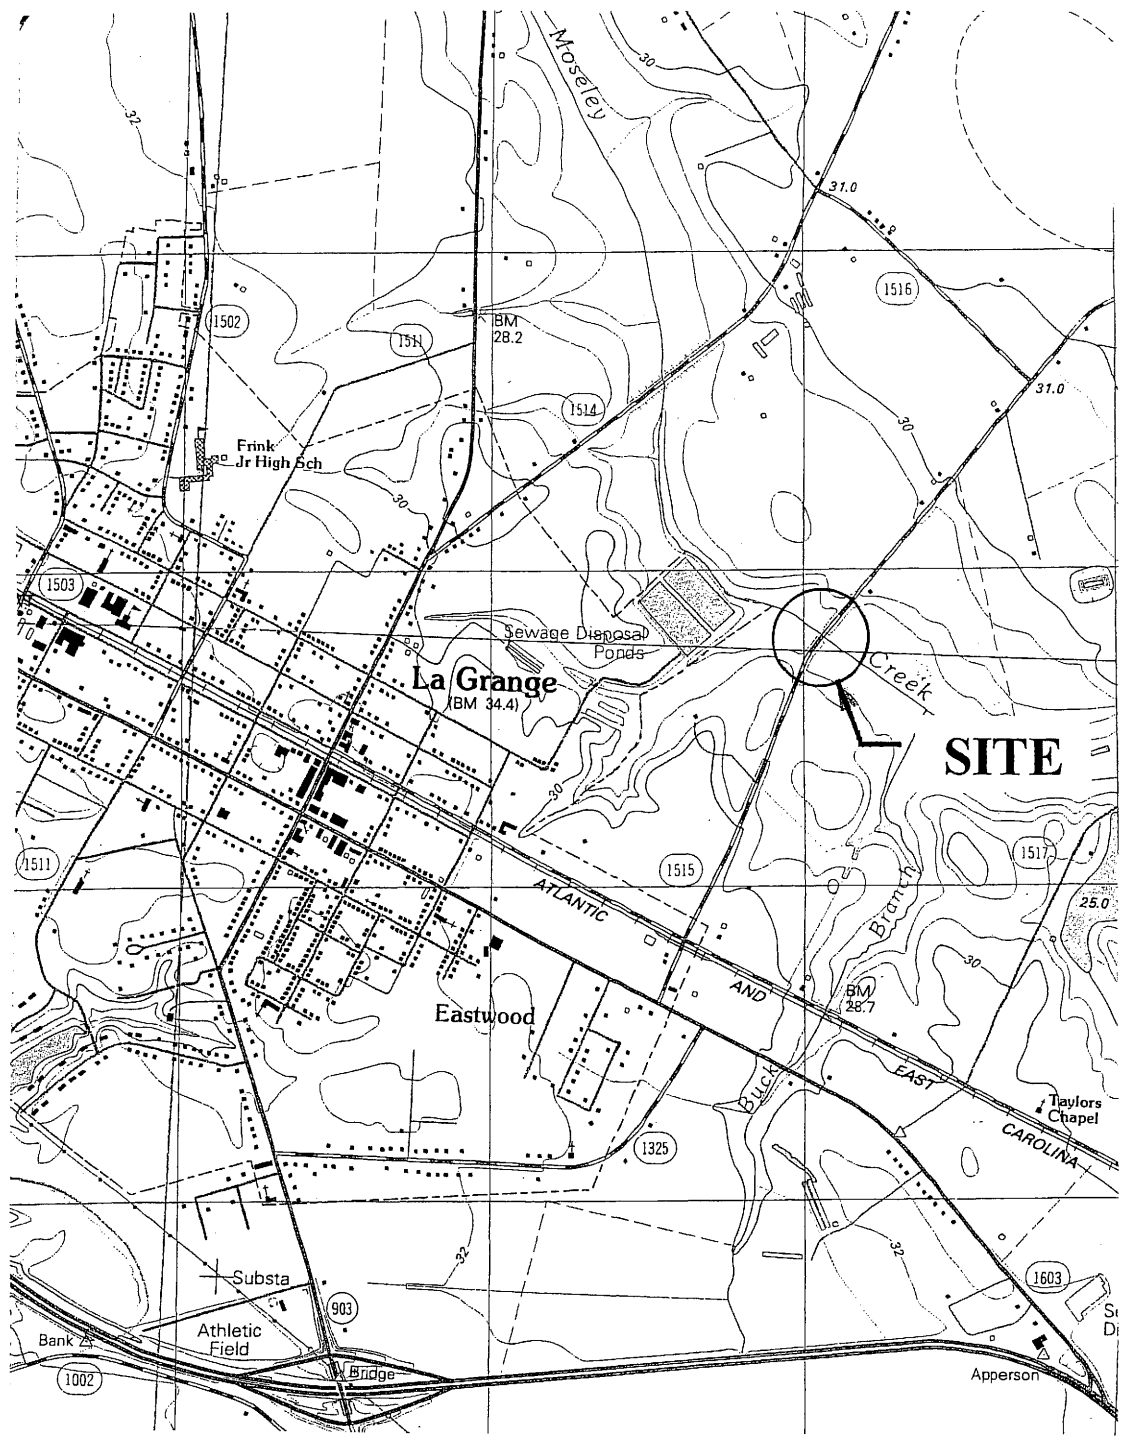 Moseley
30
32
31.0
1516
1502
BM
28.2
1511
31.0
1514
30
Frink
Jr High Sch
30
1503
Sewage Disposal
Ponds
Creek
La Grange
(BM 34.4)
SITE
30
1511
1515
1517
ATLANTIC
Branch
25.0
30
AND
BM
28.7
Eastwood
EAST
Buck
Taylors
Chapel
CAROLINA
1325
32
32
Substa
1603
903
Athletic
Field
Bank
Bridge
1002
Apperson